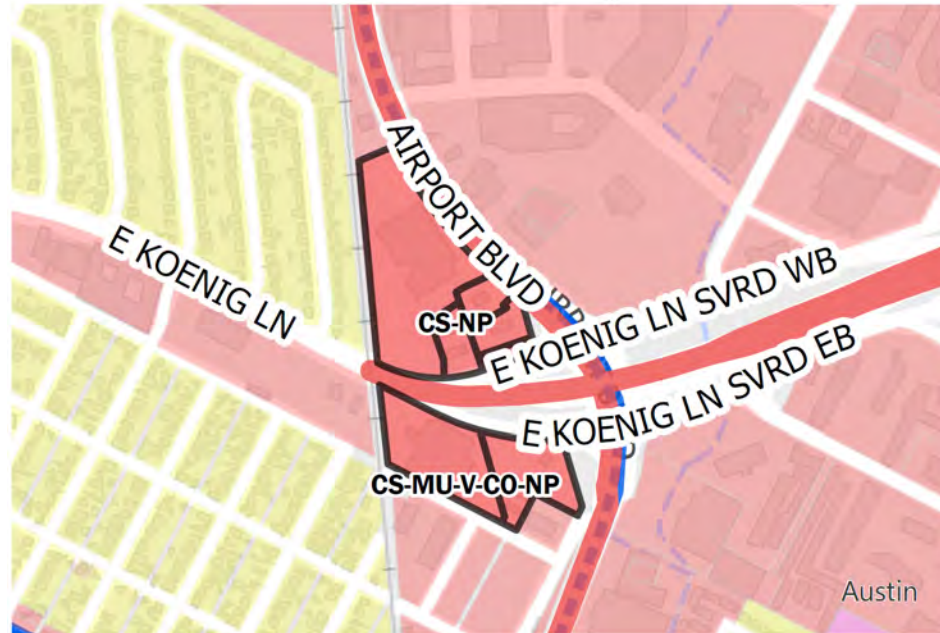 AIRPORT BLVD
E KOENIG LN
CS-NP
E KOENIG LN SVRD WB
E KOENIG LN SVRD EB
CS-MU-V-CO-NP
Austin